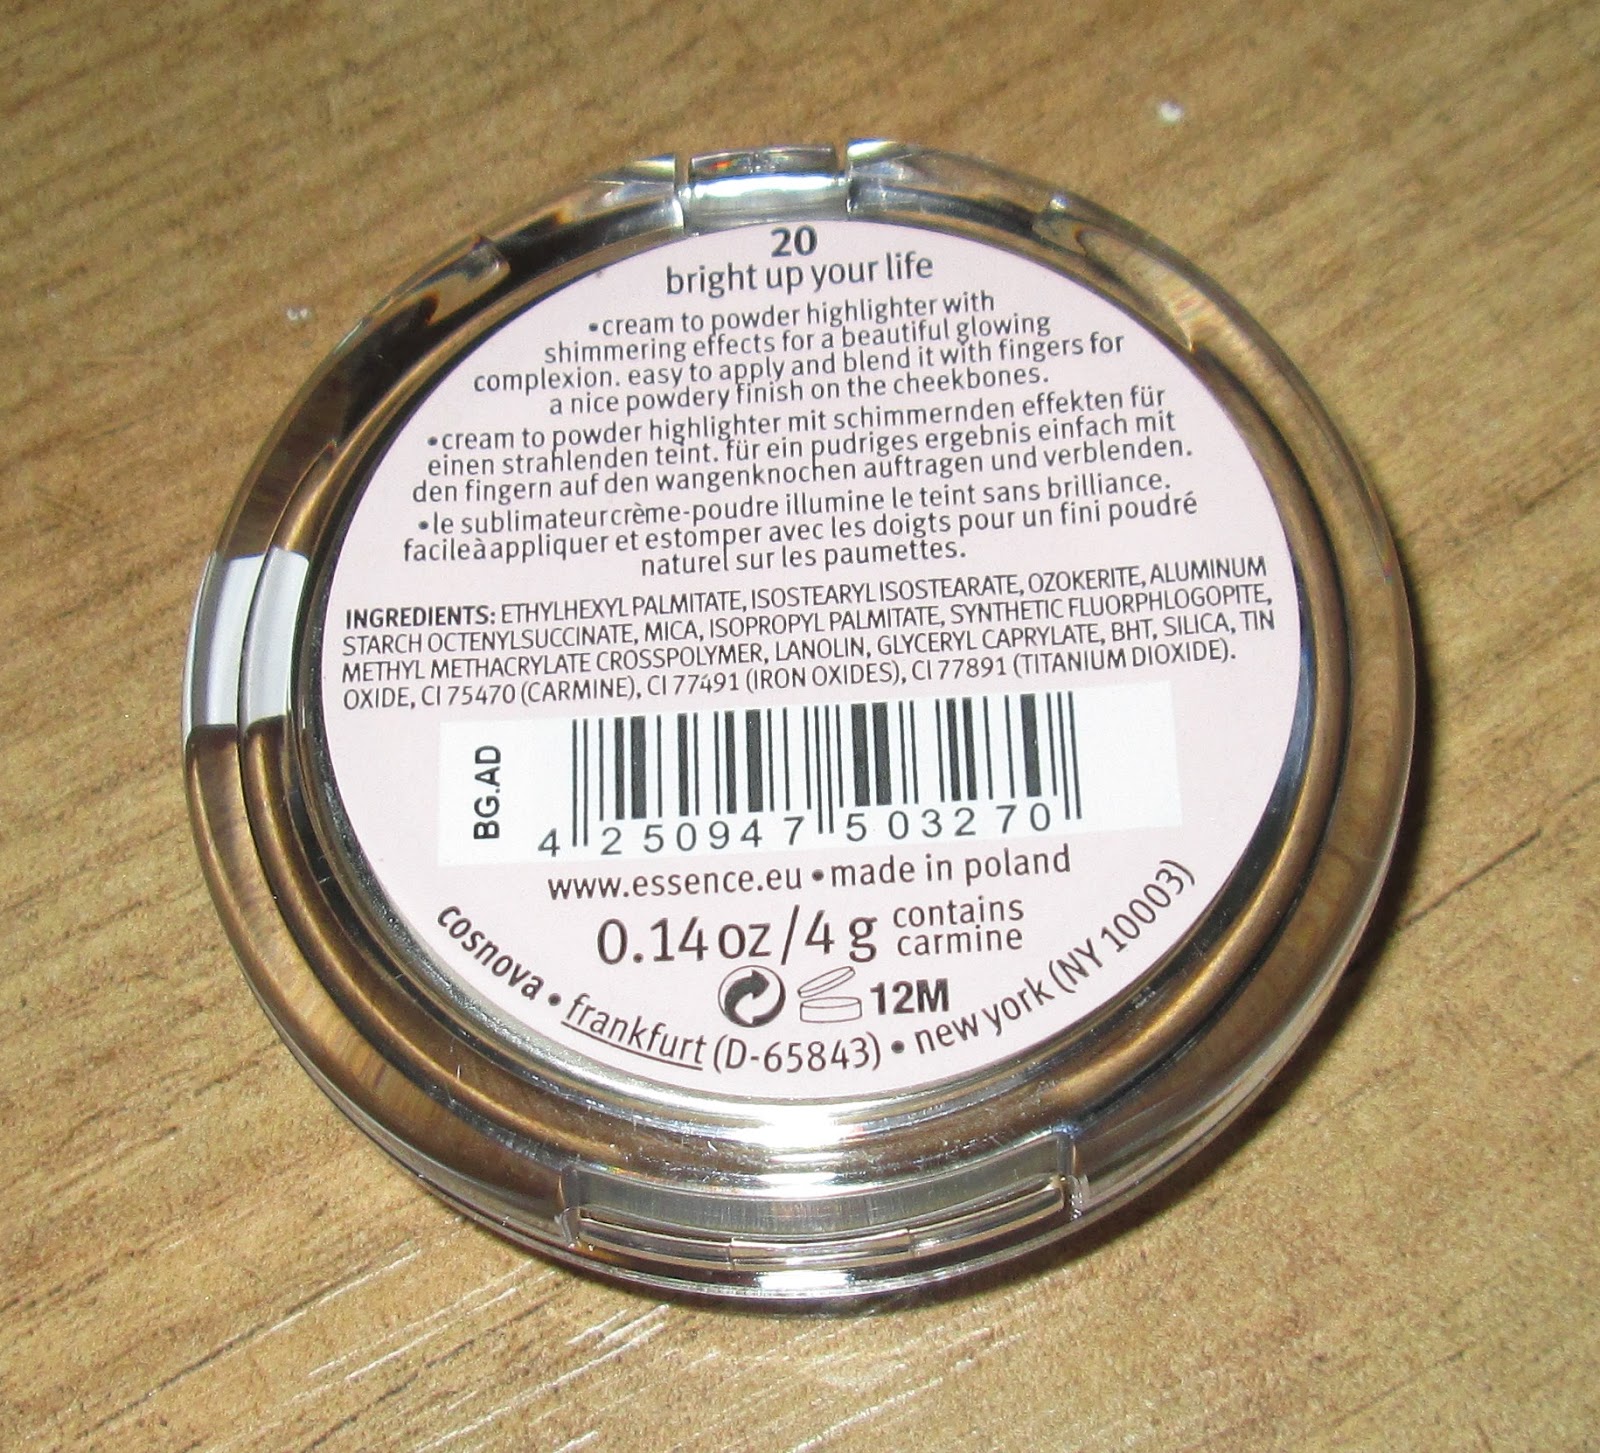 20
bright up your life
•cream to powder highlighter with
shimmering effects for a beautiful glowing
complexion. easy to apply and blend it with fingers for
a nice powdery finish on the cheekbones.
•cream to powder highlighter mit schimmernden effekten für
einen strahlenden teint. für ein pudriges ergebnis einfach mit
den fingern auf den wangenknochen auftragen und verblenden.
•le sublimateur crème-poudre illumine le teint sans brillance.
facile à appliquer et estomper avec les doigts pour un fini poudré
naturel sur les paumettes.
INGREDIENTS: ETHYLHEXYL PALMITATE, ISOSTEARYL ISOSTEARATE, OZOKERITE, ALUMINUM
STARCH OCTENYLSUCCINATE, MICA, ISOPROPYL PALMITATE, SYNTHETIC FLUORPHLOGOPITE,
METHYL METHACRYLATE CROSSPOLYMER, LANOLIN, GLYCERYL CAPRYLATE, BHT, SILICA, TIN
OXIDE, CI 75470 (CARMINE), CI 77491 (IRON OXIDES), CI 77891 (TITANIUM DIOXIDE).
BG.AD
4 250947 503270
www.essence.eu • made in poland
0.14 oz/4 g contains
carmine
12M
cosnova • frankfurt (D-65843) • new york (NY 10003)